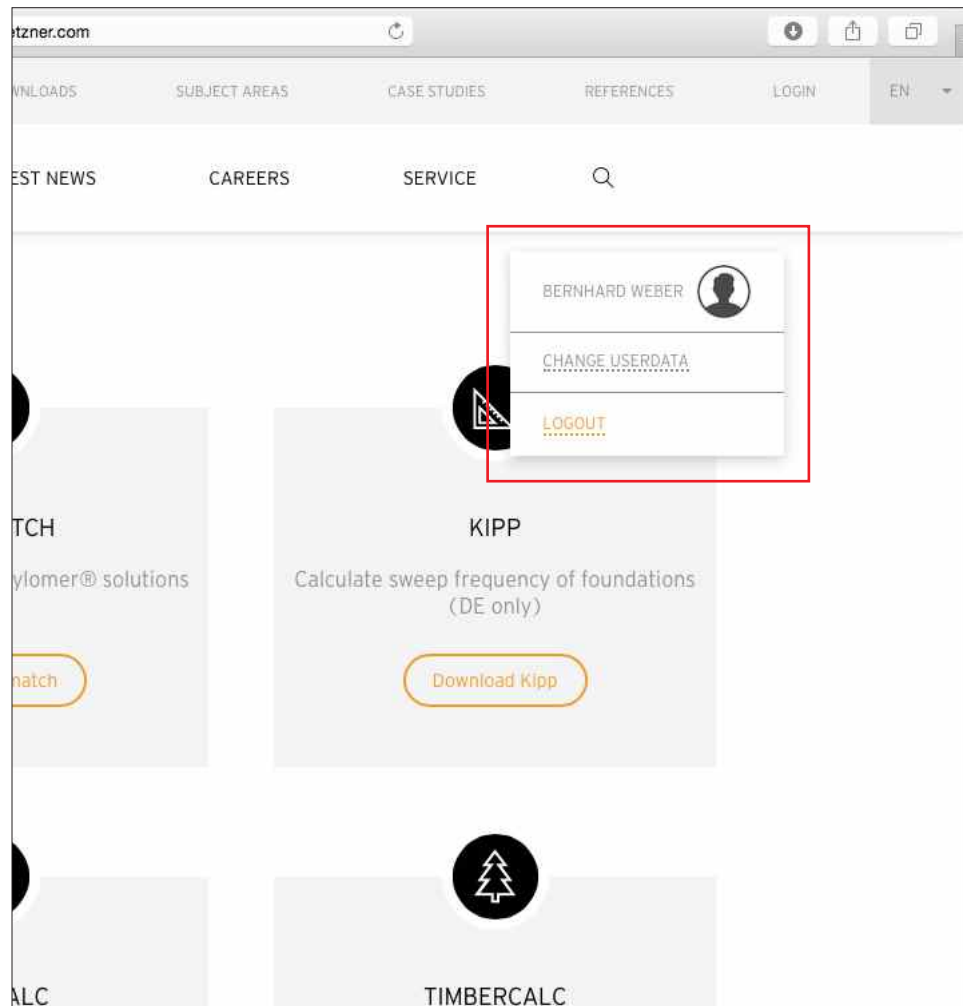 etzner.com
WNLOADS SUBJECT AREAS CASE STUDIES REFERENCES LOGIN EN
EST NEWS CAREERS SERVICE
BERNHARD WEBER
CHANGE USERDATA
LOGOUT
TCH
ylomer® solutions
match
KIPP
Calculate sweep frequency of foundations
(DE only)
Download Kipp
ALC
TIMBERCALC